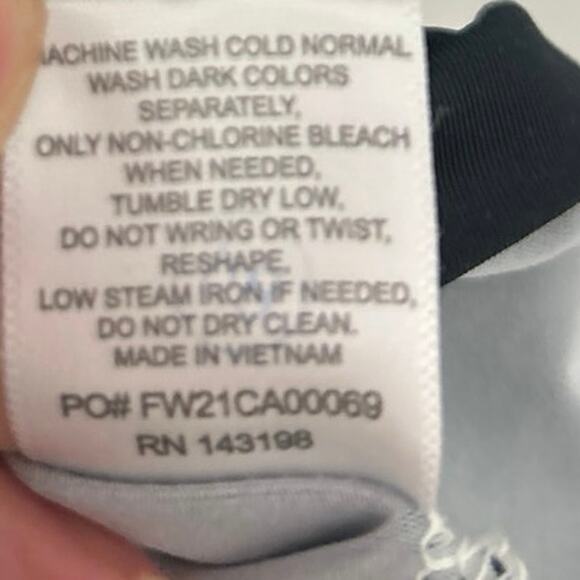 MACHINE WASH COLD NORMAL
WASH DARK COLORS
SEPARATELY,
ONLY NON-CHLORINE BLEACH
WHEN NEEDED,
TUMBLE DRY LOW,
DO NOT WRING OR TWIST,
RESHAPE,
LOW STEAM IRON IF NEEDED,
DO NOT DRY CLEAN.
MADE IN VIETNAM
PO# FW21CA00069
RN 143198